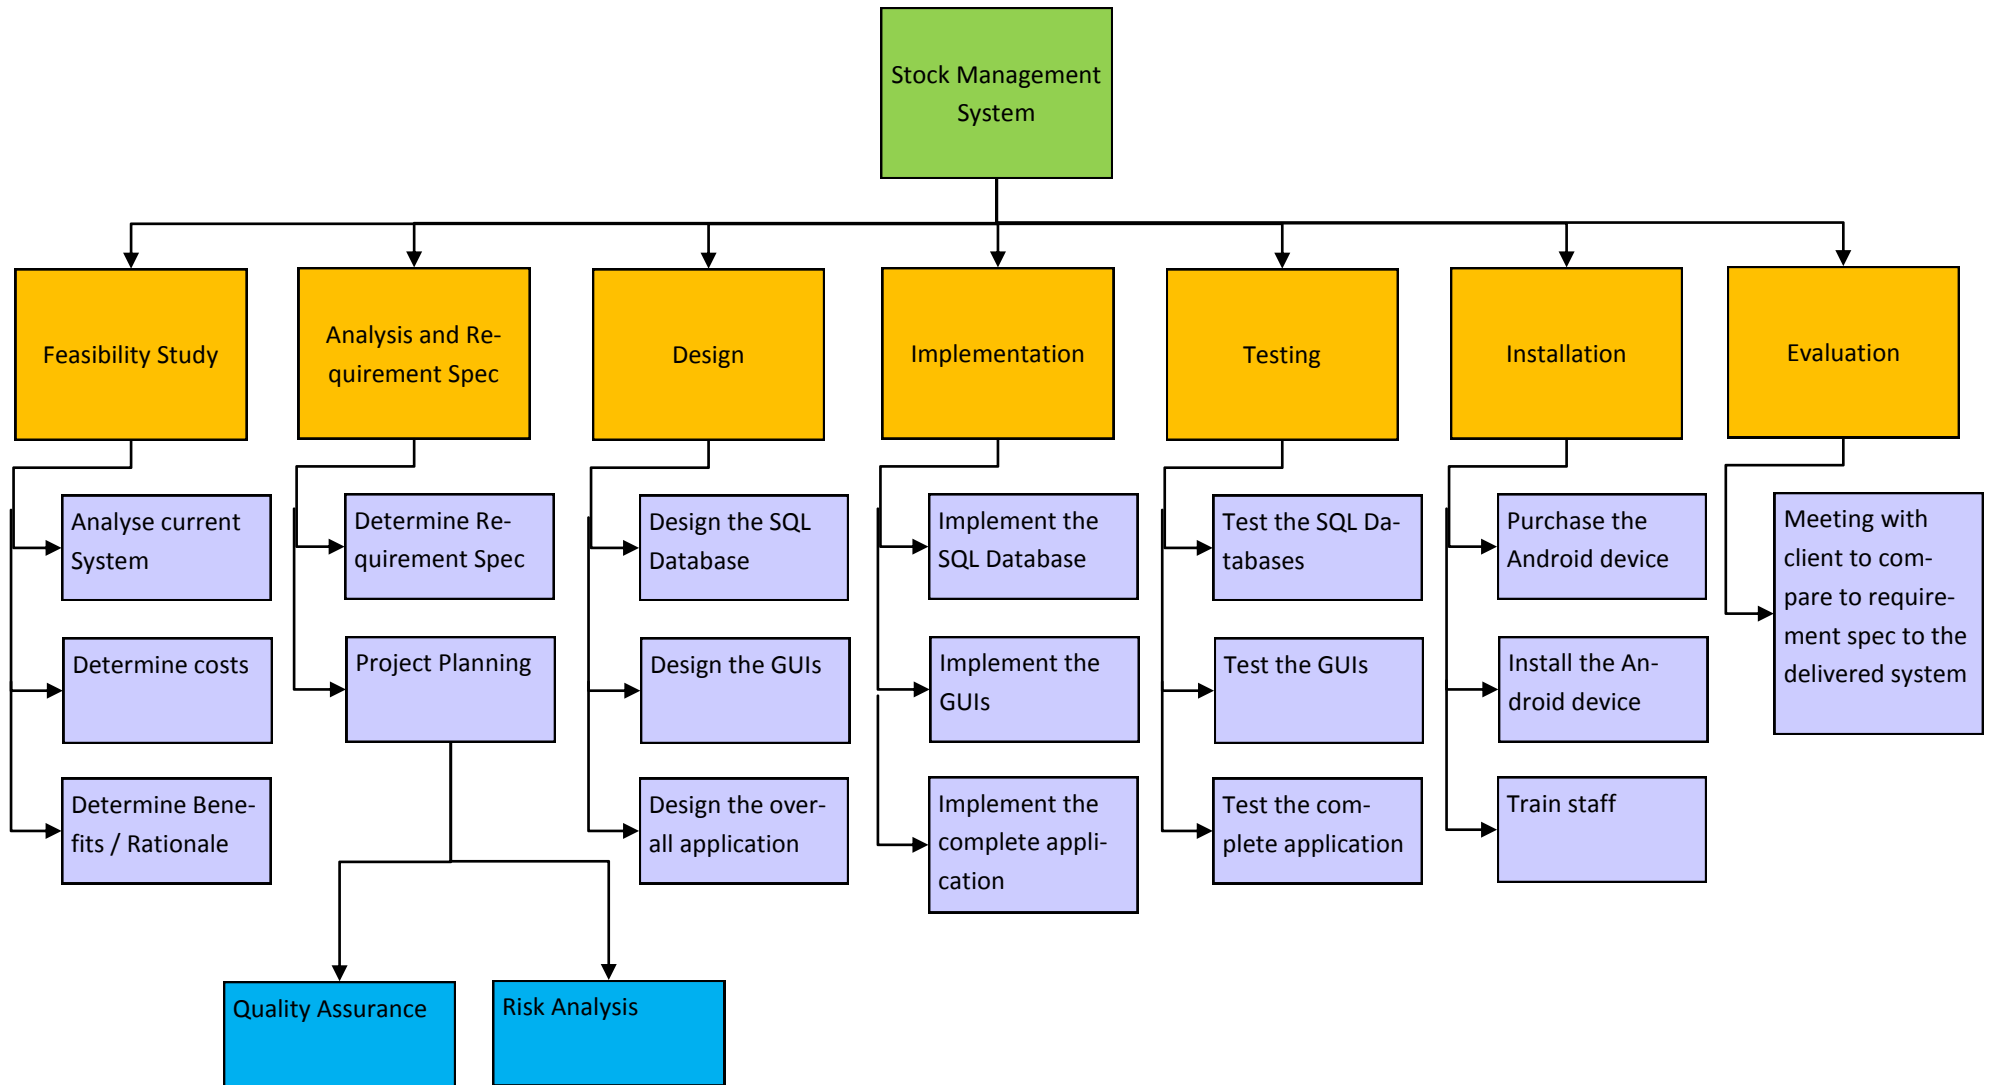 Stock Management
System
Feasibility Study
Analysis and Re-
quirement Spec
Design
Implementation
Testing
Installation
Evaluation
Analyse current
System
Determine costs
Determine Bene-
fits / Rationale
Determine Re-
quirement Spec
Project Planning
Quality Assurance
Risk Analysis
Design the SQL
Database
Design the GUIs
Design the over-
all application
Implement the
SQL Database
Implement the
GUIs
Implement the
complete appli-
cation
Test the SQL Da-
tabases
Test the GUIs
Test the com-
plete application
Purchase the
Android device
Install the An-
droid device
Train staff
Meeting with
client to com-
pare to require-
ment spec to the
delivered system